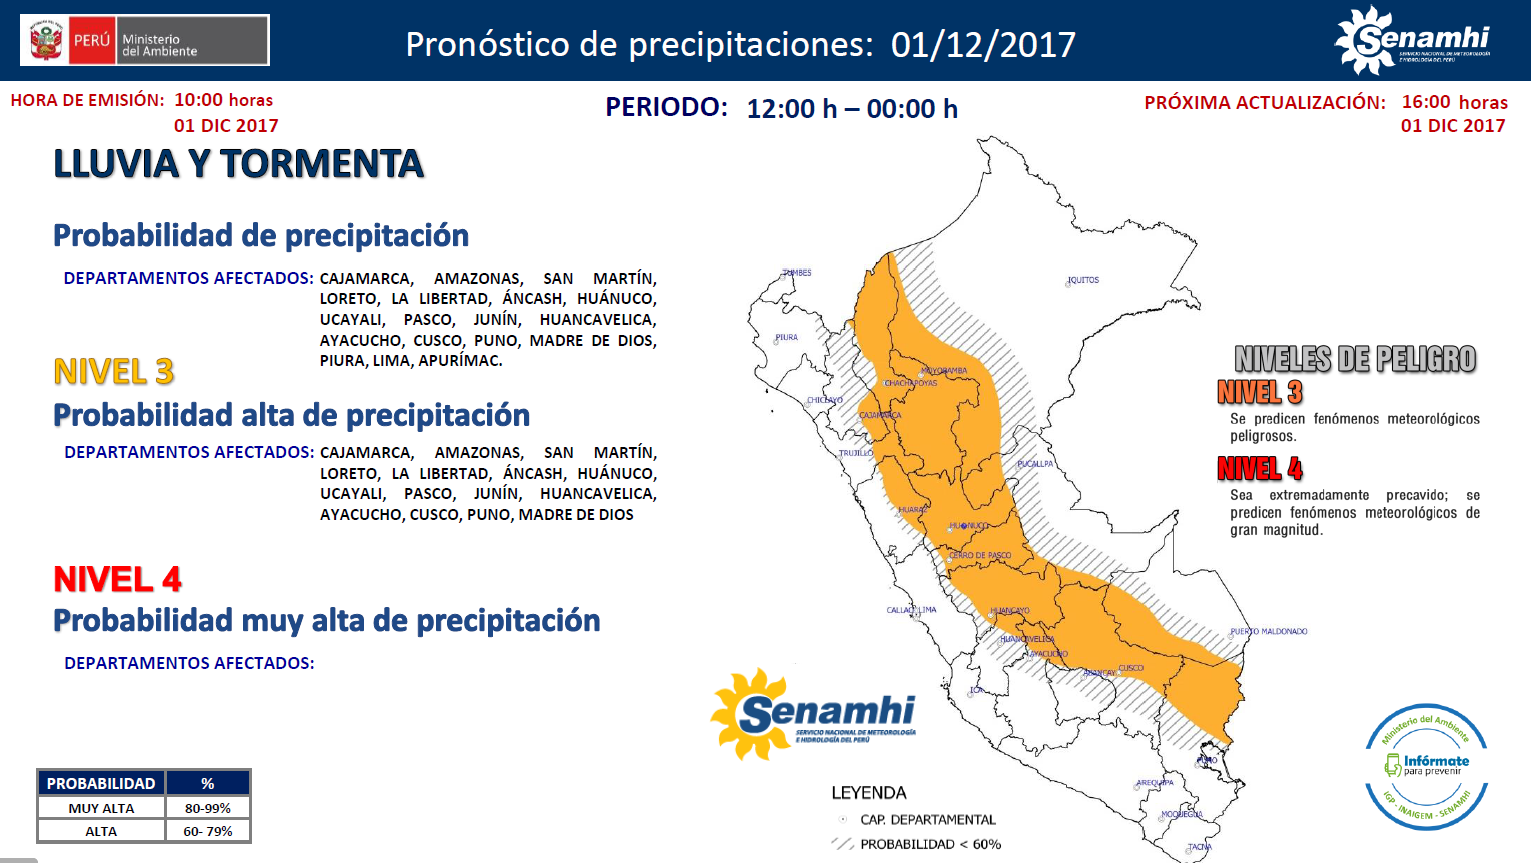 PERÚ
Ministerio
del Ambiente
Pronóstico de precipitaciones: 01/12/2017
Senamhi
SERVICIO NACIONAL DE METEOROLOGÍA
E HIDROLOGÍA DEL PERÚ
HORA DE EMISIÓN: 10:00 horas
01 DIC 2017
PERIODO: 12:00 h – 00:00 h
PRÓXIMA ACTUALIZACIÓN: 16:00 horas
01 DIC 2017
LLUVIA Y TORMENTA
Probabilidad de precipitación
DEPARTAMENTOS AFECTADOS: CAJAMARCA, AMAZONAS, SAN MARTÍN,
LORETO, LA LIBERTAD, ÁNCASH, HUÁNUCO,
UCAYALI, PASCO, JUNÍN, HUANCAVELICA,
AYACUCHO, CUSCO, PUNO, MADRE DE DIOS,
PIURA, LIMA, APURÍMAC.
NIVEL 3
Probabilidad alta de precipitación
DEPARTAMENTOS AFECTADOS: CAJAMARCA, AMAZONAS, SAN MARTÍN,
LORETO, LA LIBERTAD, ÁNCASH, HUÁNUCO,
UCAYALI, PASCO, JUNÍN, HUANCAVELICA,
AYACUCHO, CUSCO, PUNO, MADRE DE DIOS
NIVEL 4
Probabilidad muy alta de precipitación
DEPARTAMENTOS AFECTADOS:
PROBABILIDAD %
MUY ALTA 80-99%
ALTA 60- 79%
TUMBES
IQUITOS
PIURA
MOYOBAMBA
CHACHAPOYAS
CHICLAYO
CAJAMARCA
TRUJILLO
PUCALLPA
HUARAZ
HUÁNUCO
CERRO DE PASCO
CALLAO LIMA
HUANCAYO
PUERTO MALDONADO
HUANCAVELICA
AYACUCHO
ABANCAY
CUSCO
ICA
PUNO
AREQUIPA
MOQUEGUA
TACNA
Senamhi
SERVICIO NACIONAL DE METEOROLOGÍA
E HIDROLOGÍA DEL PERÚ
LEYENDA
CAP. DEPARTAMENTAL
PROBABILIDAD < 60%
NIVELES DE PELIGRO
NIVEL 3
Se predicen fenómenos meteorológicos
peligrosos.
NIVEL 4
Sea extremadamente precavido; se
predicen fenómenos meteorológicos de
gran magnitud.
Ministerio del Ambiente
Infórmate
para prevenir
IGP - INAIGEM - SENAMHI